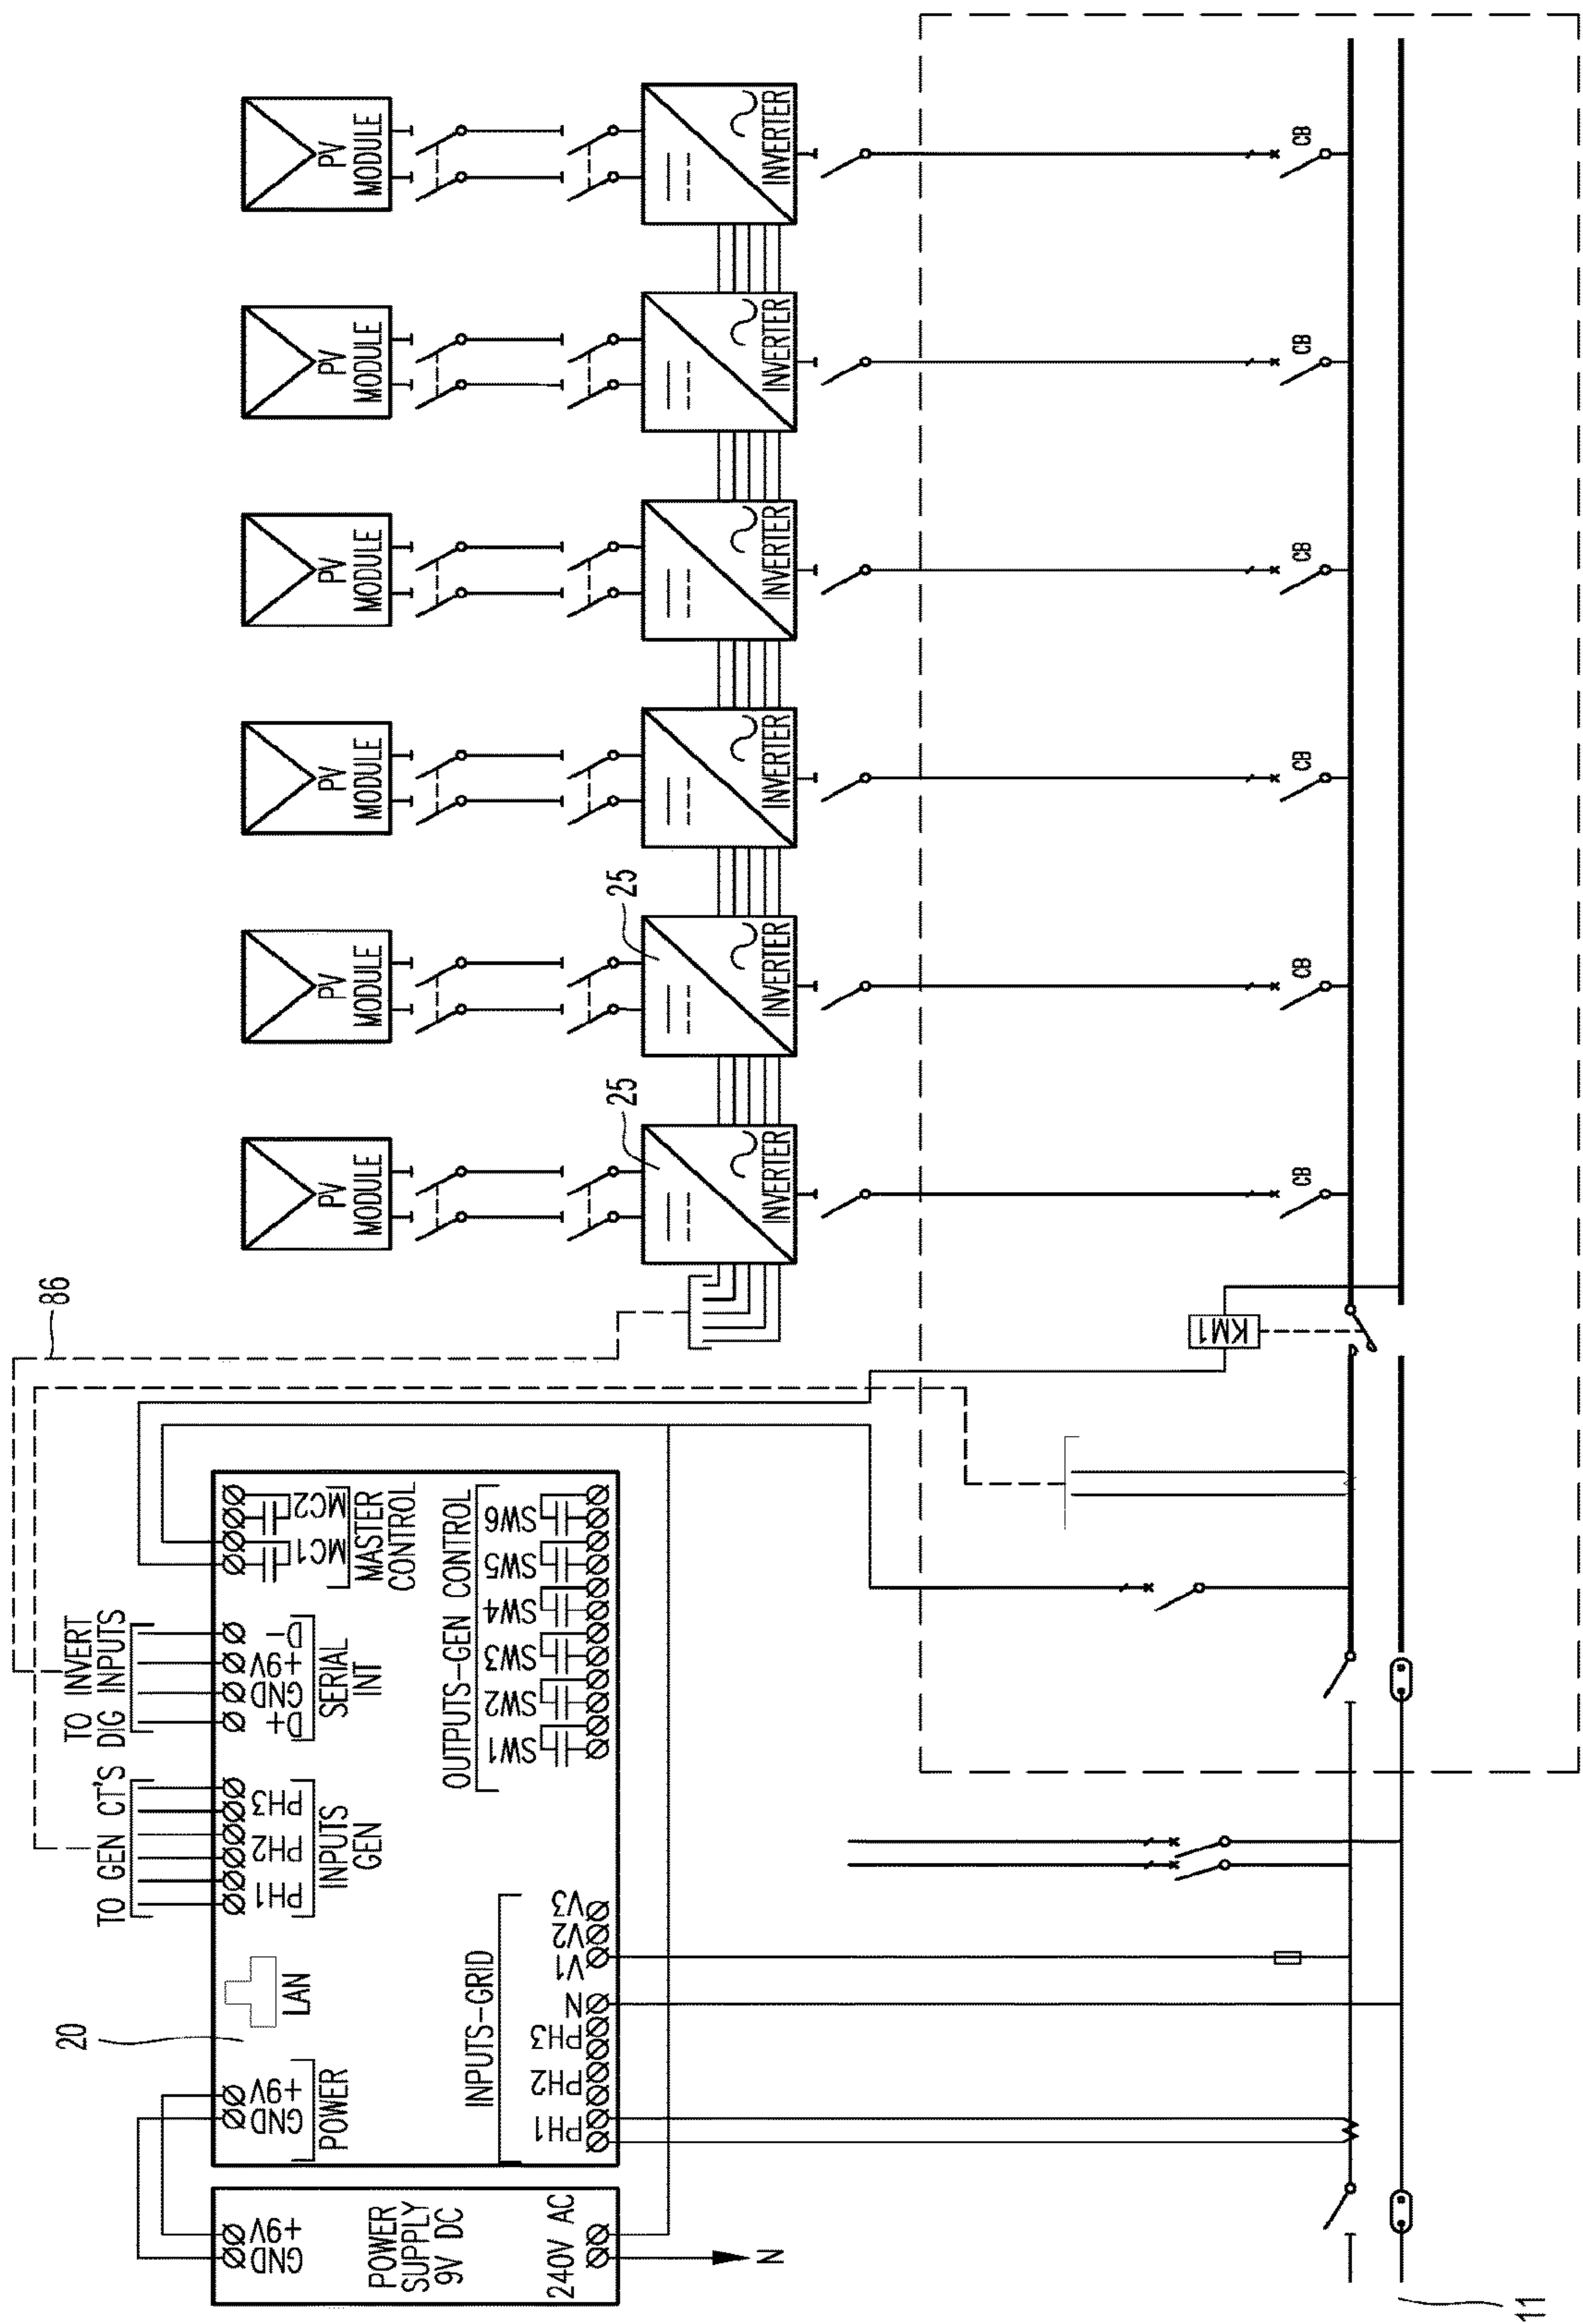 PV
MODULE
PV
MODULE
PV
MODULE
PV
MODULE
PV
MODULE
PV
MODULE
INVERTER
INVERTER
INVERTER
INVERTER
INVERTER
INVERTER
25
25
CB
CB
CB
CB
CB
CB
86
KM1
TO INVERT
DIG INPUTS
TO GEN CT'S
MC2
MC1
MASTER
CONTROL
D-
+9V
GND
D+
SERIAL
INT
PH3
PH2
PH1
INPUTS
GEN
LAN
20
+9V
GND
POWER
OUTPUTS-GEN CONTROL
SW6
SW5
SW4
SW3
SW2
SW1
INPUTS-GRID
V3
V2
V1
N
PH3
PH2
PH1
+9V
GND
POWER
SUPPLY
9V DC
240V AC
N
11